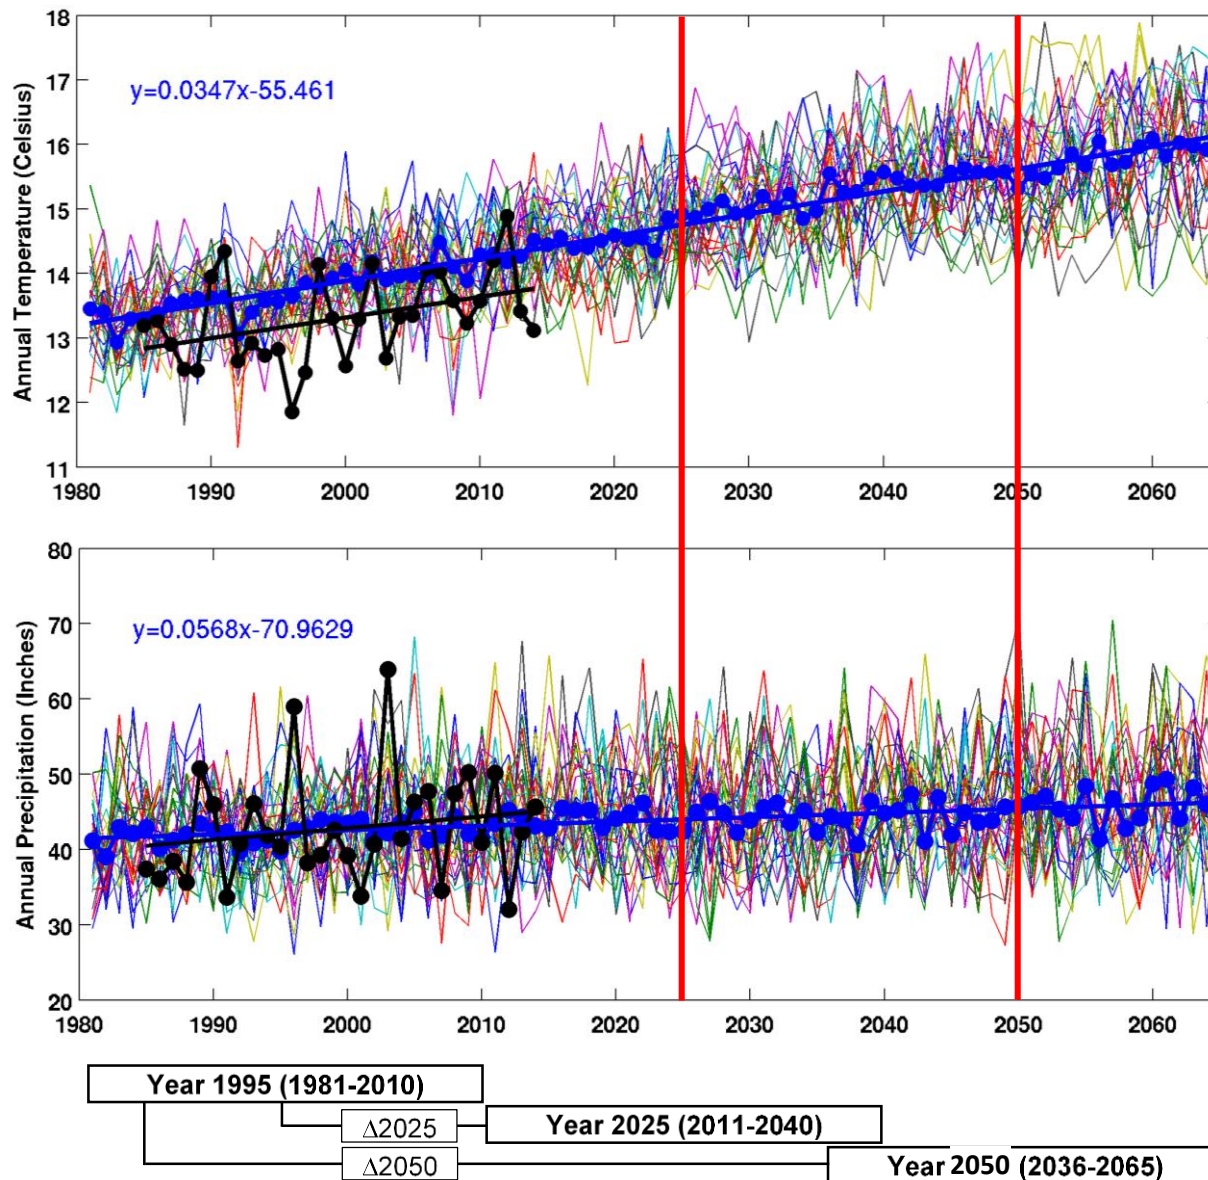 18
17
16
15
14
13
12
11
Annual Temperature (Celsius)
y=0.0347x-55.461
1980 1990 2000 2010 2020 2030 2040 2050 2060
80
70
60
50
40
30
20
Annual Precipitation (Inches)
y=0.0568x-70.9629
1980 1990 2000 2010 2020 2030 2040 2050 2060
Year 1995 (1981-2010)
Δ2025 Year 2025 (2011-2040)
Δ2050 Year 2050 (2036-2065)